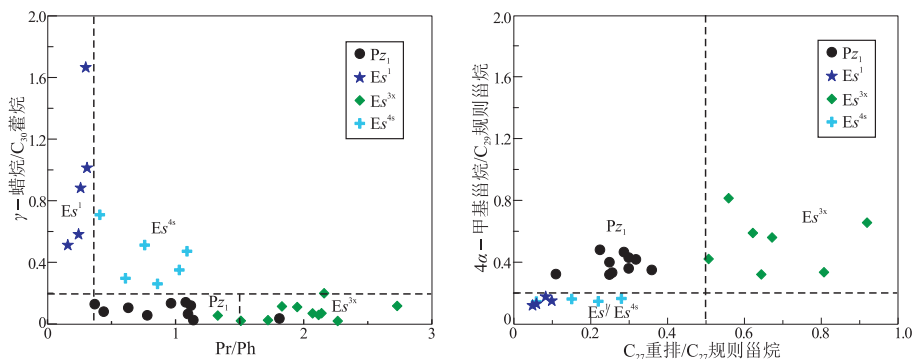 2.0
1.6
1.2
0.8
0.4
0
0
1
2
3
γ-蜡烷/C₃₀藿烷
Pr/Ph
Pz₁
Es¹
Es³ˣ
Es⁴ˢ
Es¹
Es⁴ˢ
Pz₁
Es³ˣ
2.0
1.6
1.2
0.8
0.4
0
0
0.2
0.4
0.6
0.8
1.0
4α-甲基甾烷/C₂₉规则甾烷
C₂₇重排/C₂₇规则甾烷
Pz₁
Es¹
Es³ˣ
Es⁴ˢ
Pz₁
Es³ˣ
Es¹/Es⁴ˢ